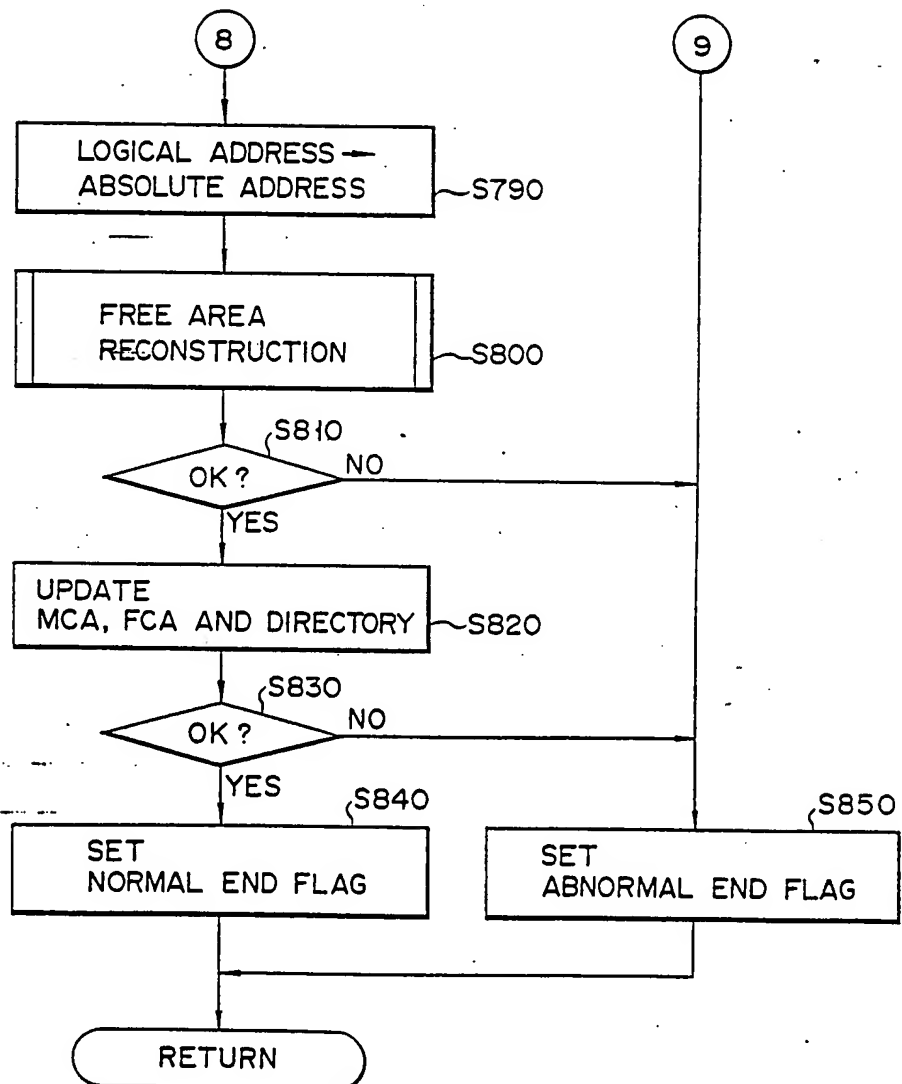 8
9
LOGICAL ADDRESS →
ABSOLUTE ADDRESS
S790
FREE AREA
RECONSTRUCTION
S800
S810
OK?
NO
YES
UPDATE
MCA, FCA AND DIRECTORY
S820
S830
OK?
NO
YES
S840
SET
NORMAL END FLAG
S850
SET
ABNORMAL END FLAG
RETURN